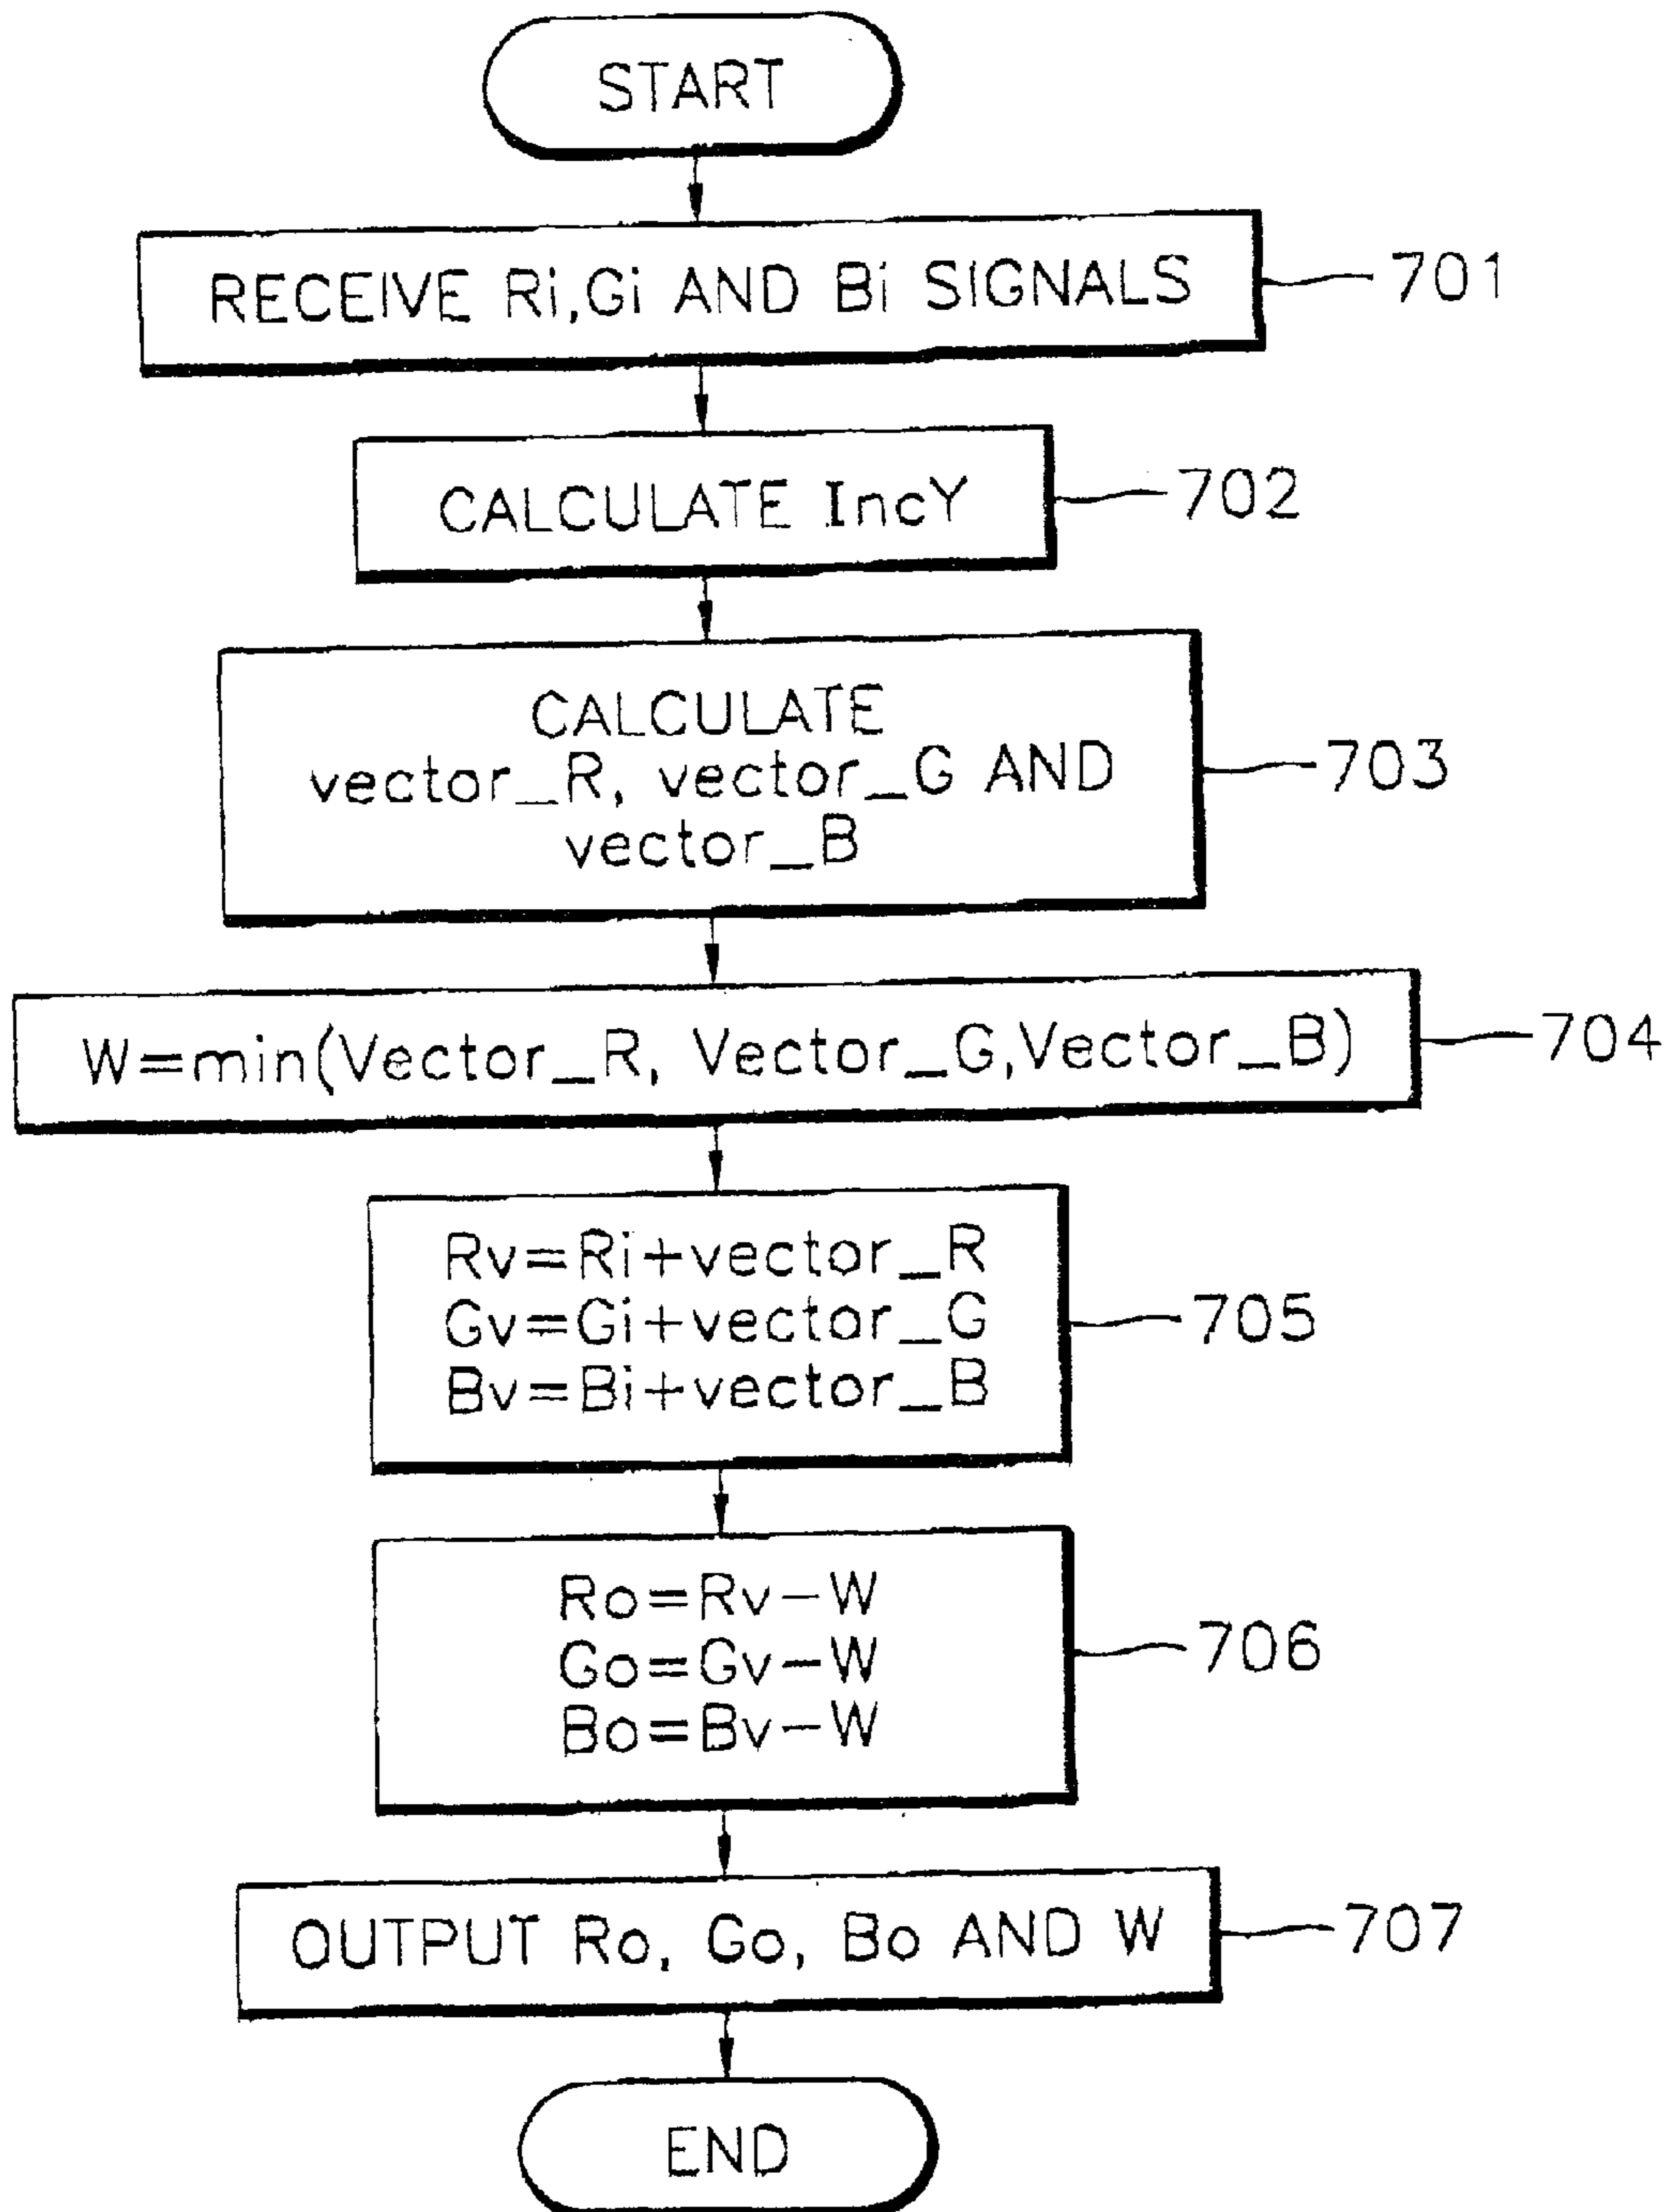 START
RECEIVE Ri,Gi AND Bi SIGNALS
701
CALCULATE IncY
702
CALCULATE
vector_R, vector_G AND
vector_B
703
W=min(Vector_R, Vector_G,Vector_B)
704
Rv=Ri+vector_R
Gv=Gi+vector_G
Bv=Bi+vector_B
705
Ro=Rv-W
Go=Gv-W
Bo=Bv-W
706
OUTPUT Ro, Go, Bo AND W
707
END